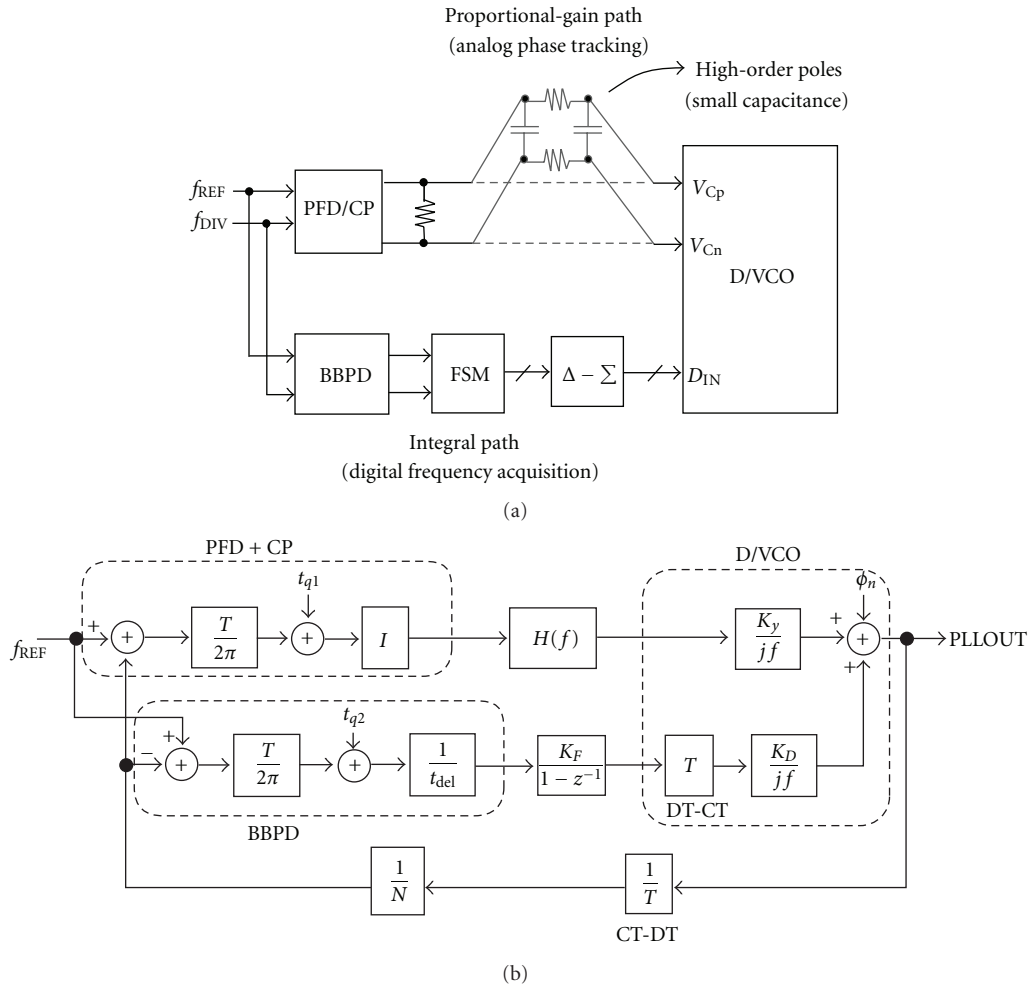 Proportional-gain path
(analog phase tracking)
High-order poles
(small capacitance)
fREF
fDIV
PFD/CP
VCp
VCn
D/VCO
BBPD
FSM
Δ − Σ
DIN
Integral path
(digital frequency acquisition)
(a)
PFD + CP
D/VCO
tq1
ϕn
+
+
T
2π
+
I
H(f)
Ky
jf
+
+
+
fREF
PLLOUT
tq2
+
−
+
T
2π
+
1
tdel
KF
1 − z−1
T
KD
jf
DT-CT
BBPD
1
N
1
T
CT-DT
(b)